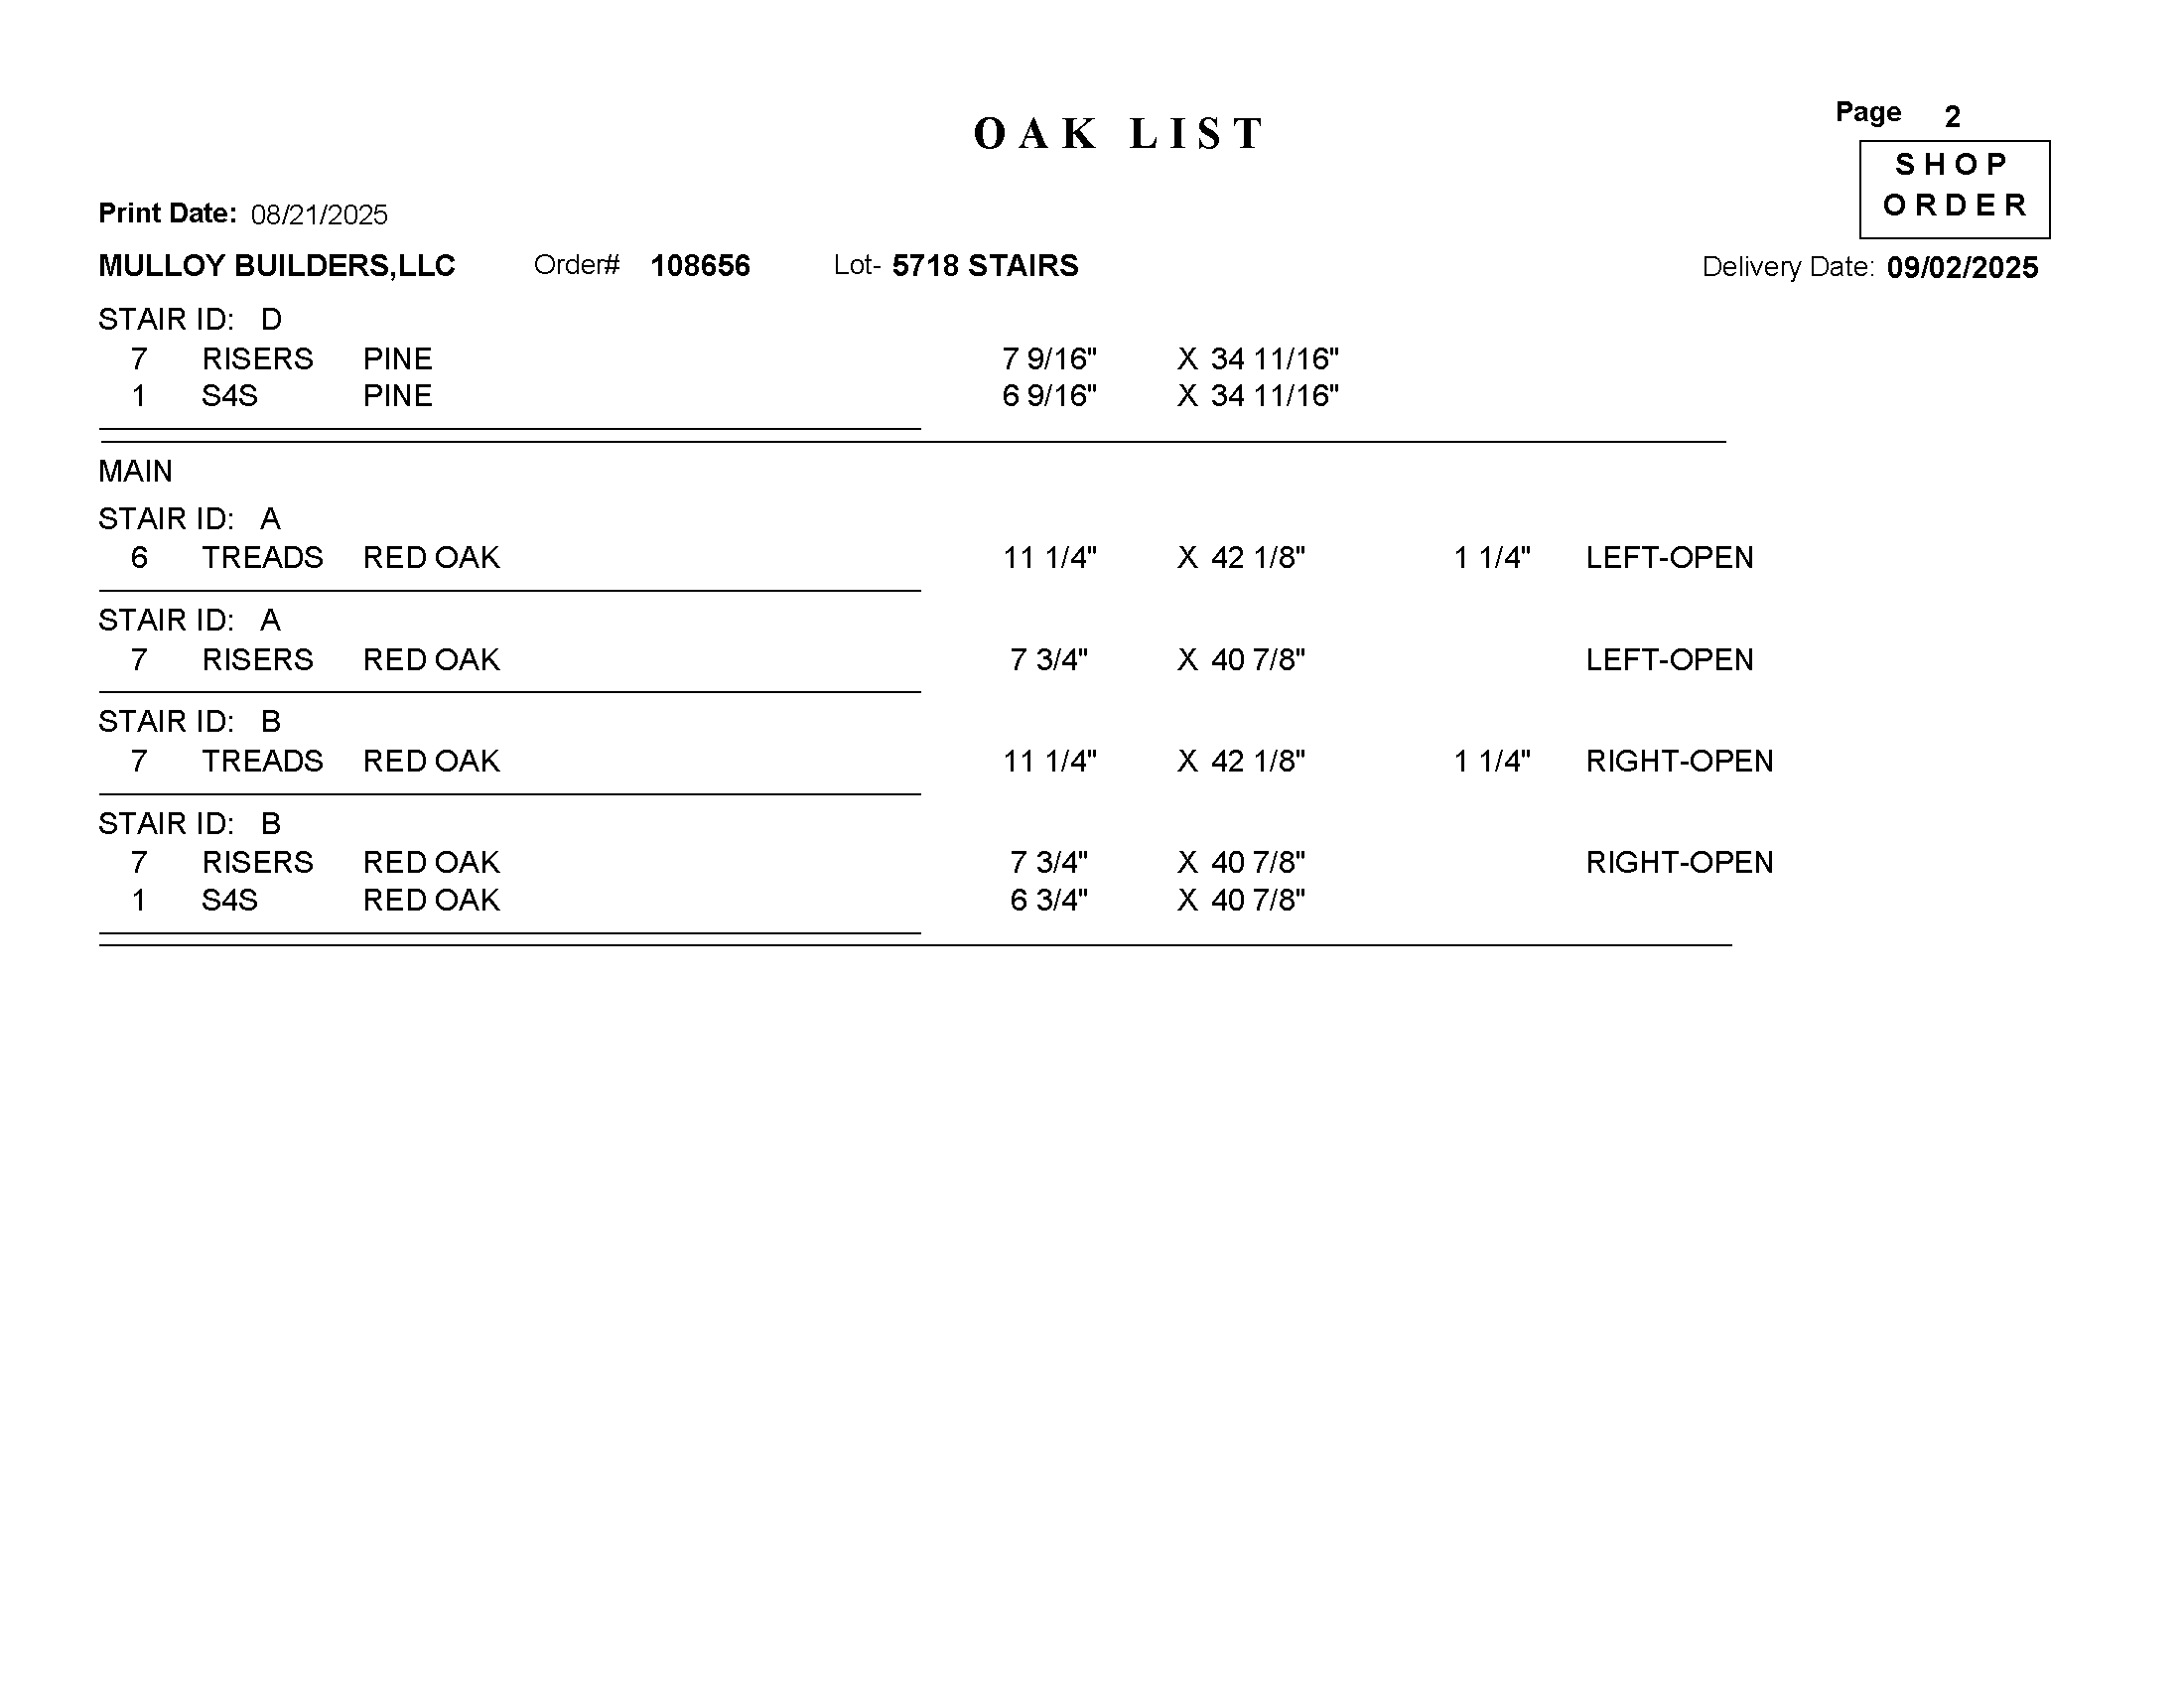 OAK LIST
Page 2
SHOP
ORDER
Print Date: 08/21/2025
MULLOY BUILDERS,LLC Order# 108656 Lot- 5718 STAIRS Delivery Date: 09/02/2025
STAIR ID: D
7 RISERS PINE 7 9/16" X 34 11/16"
1 S4S PINE 6 9/16" X 34 11/16"
MAIN
STAIR ID: A
6 TREADS RED OAK 11 1/4" X 42 1/8" 1 1/4" LEFT-OPEN
STAIR ID: A
7 RISERS RED OAK 7 3/4" X 40 7/8" LEFT-OPEN
STAIR ID: B
7 TREADS RED OAK 11 1/4" X 42 1/8" 1 1/4" RIGHT-OPEN
STAIR ID: B
7 RISERS RED OAK 7 3/4" X 40 7/8" RIGHT-OPEN
1 S4S RED OAK 6 3/4" X 40 7/8"